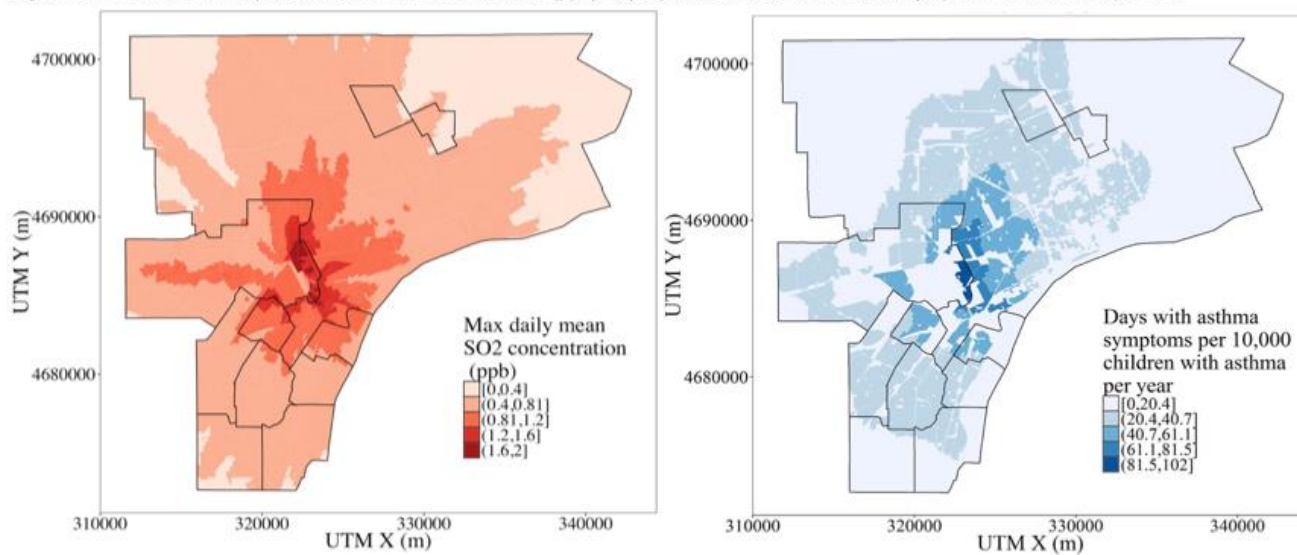 4700000
4690000
4680000
UTM Y (m)
Max daily mean
SO2 concentration
(ppb)
[0,0.4]
(0.4,0.81]
(0.81,1.2]
(1.2,1.6]
(1.6,2]
310000 320000 330000 340000
UTM X (m)
4700000
4690000
4680000
UTM Y (m)
Days with asthma
symptoms per 10,000
children with asthma
per year
[0,20.4]
(20.4,40.7]
(40.7,61.1]
(61.1,81.5]
(81.5,102]
310000 320000 330000 340000
UTM X (m)